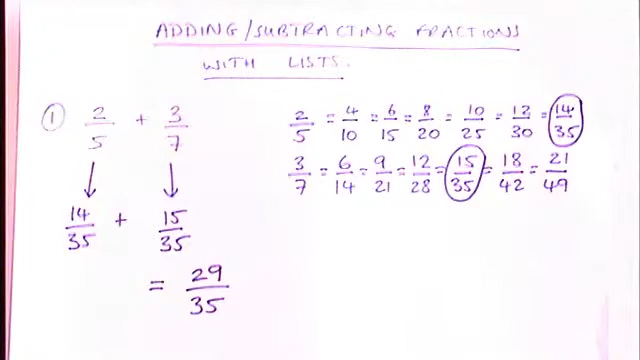 ADDING/SUBTRACTING FRACTIONS
WITH LISTS.
① 2/5 + 3/7
14/35 + 15/35
= 29/35
2/5 = 4/10 = 6/15 = 8/20 = 10/25 = 12/30 = 14/35
3/7 = 6/14 = 9/21 = 12/28 = 15/35 = 18/42 = 21/49